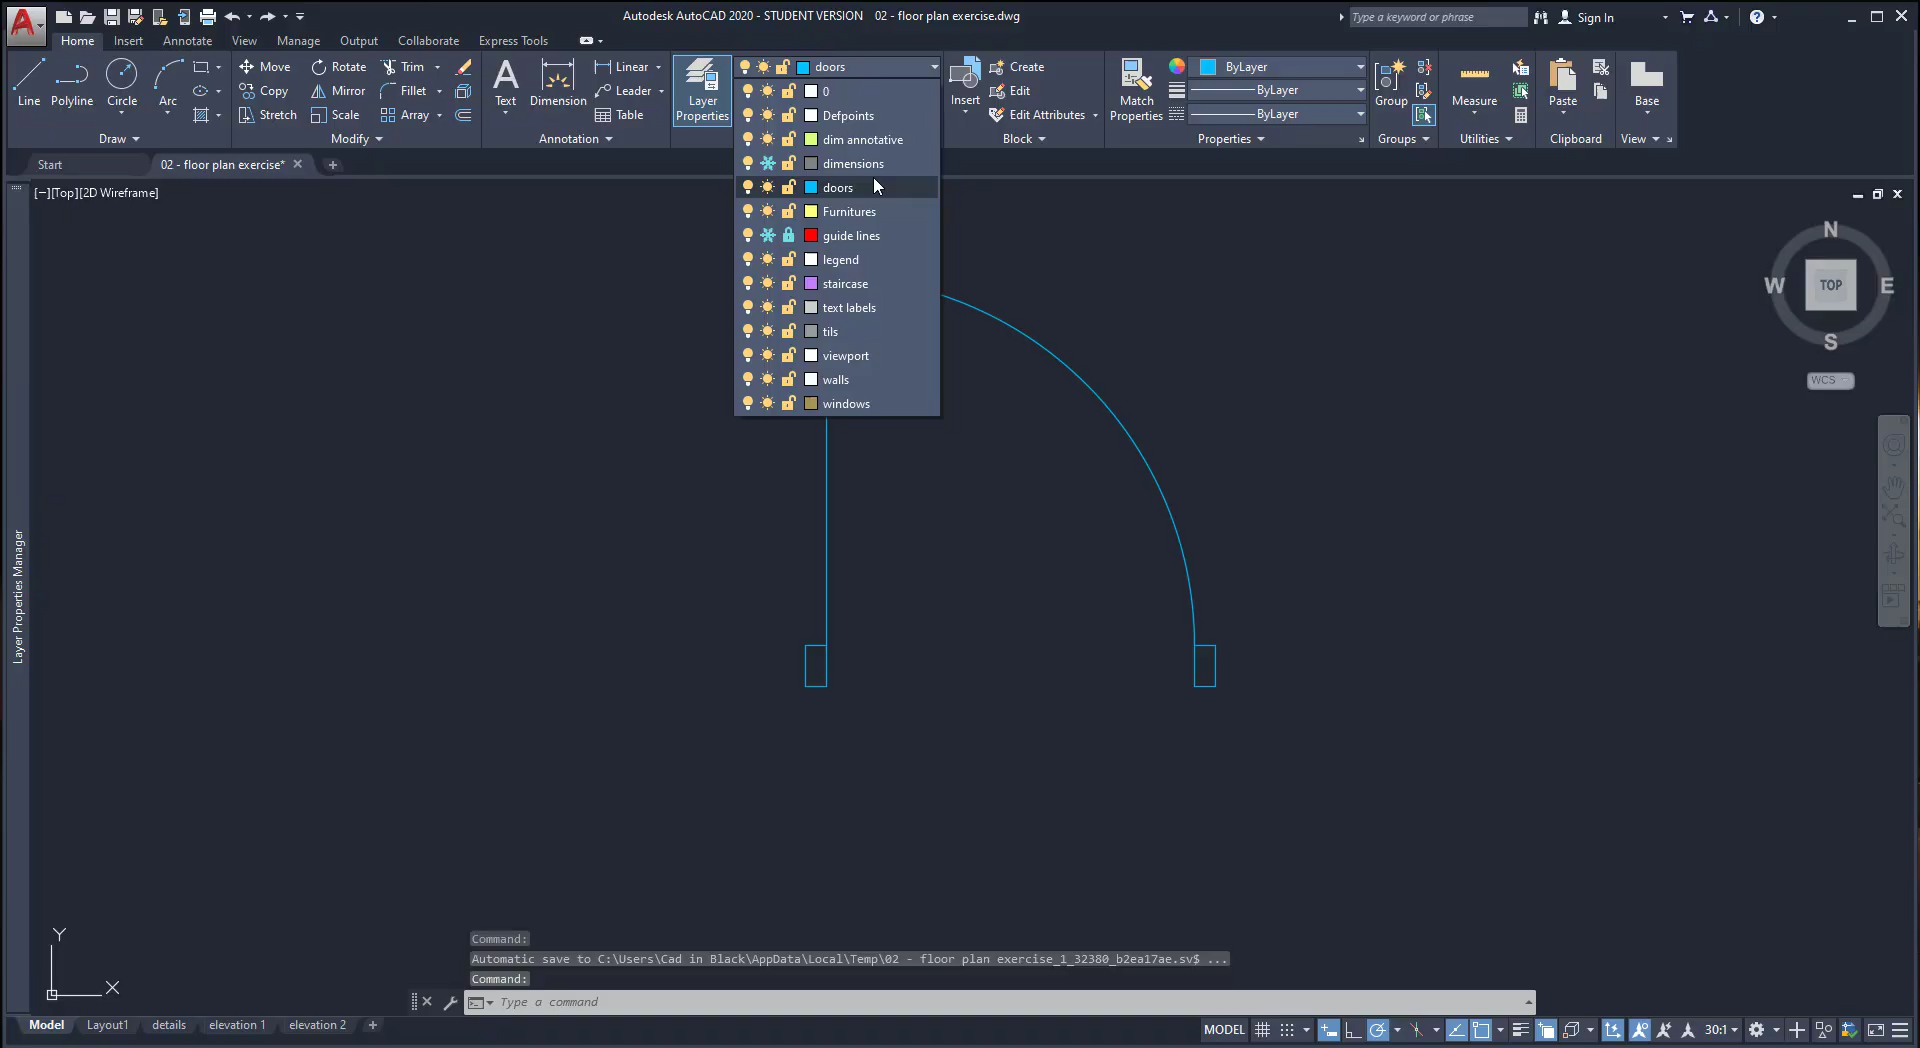 Autodesk AutoCAD 2020 - STUDENT VERSION 02 - floor plan exercise.dwg
Type a keyword or phrase
Sign In
Home Insert Annotate View Manage Output Collaborate Express Tools
Line Polyline Circle Arc
Move Rotate Trim
Copy Mirror Fillet
Stretch Scale Array
Text Dimension
Linear
Leader
Table
Layer Properties
doors
Insert
Create
Edit
Edit Attributes
Match Properties
ByLayer
ByLayer
ByLayer
Group
Measure
Paste
Base
Draw Modify Annotation Block Properties Groups Utilities Clipboard View
0
Defpoints
dim annotative
dimensions
doors
Furnitures
guide lines
legend
staircase
text labels
tils
viewport
walls
windows
Start 02 - floor plan exercise*
[−][Top][2D Wireframe]
N
W TOP E
S
WCS
Layer Properties Manager
Y
X
Command:
Automatic save to C:\Users\Cad in Black\AppData\Local\Temp\02 - floor plan exercise_1_32380_b2ea17ae.sv$ ...
Command:
Type a command
Model Layout1 details elevation 1 elevation 2
MODEL 30:1